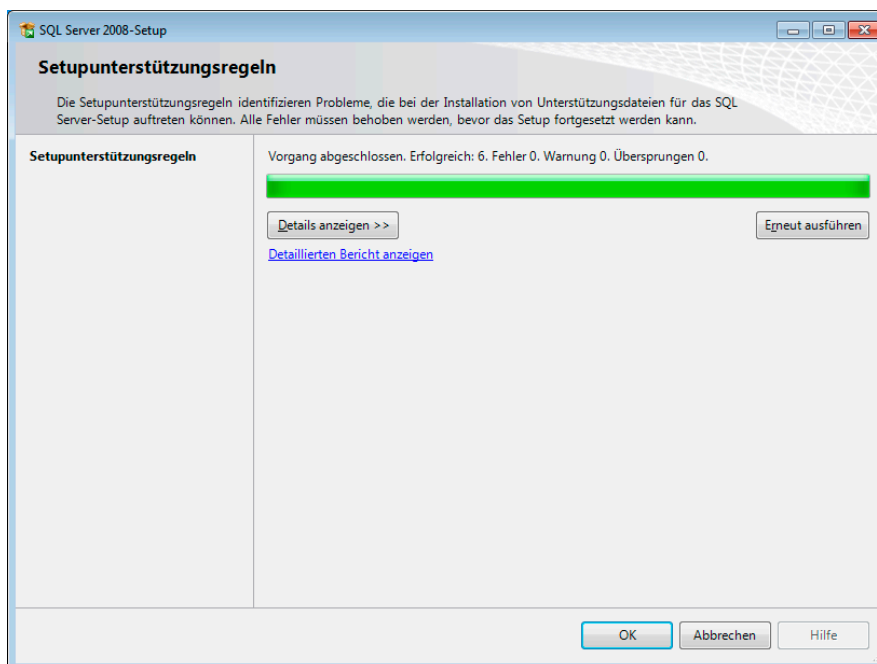 SQL Server 2008-Setup
Setupunterstützungsregeln
Die Setupunterstützungsregeln identifizieren Probleme, die bei der Installation von Unterstützungsdateien für das SQL
Server-Setup auftreten können. Alle Fehler müssen behoben werden, bevor das Setup fortgesetzt werden kann.
Setupunterstützungsregeln
Vorgang abgeschlossen. Erfolgreich: 6. Fehler 0. Warnung 0. Übersprungen 0.
Details anzeigen >>
Erneut ausführen
Detaillierten Bericht anzeigen
OK
Abbrechen
Hilfe